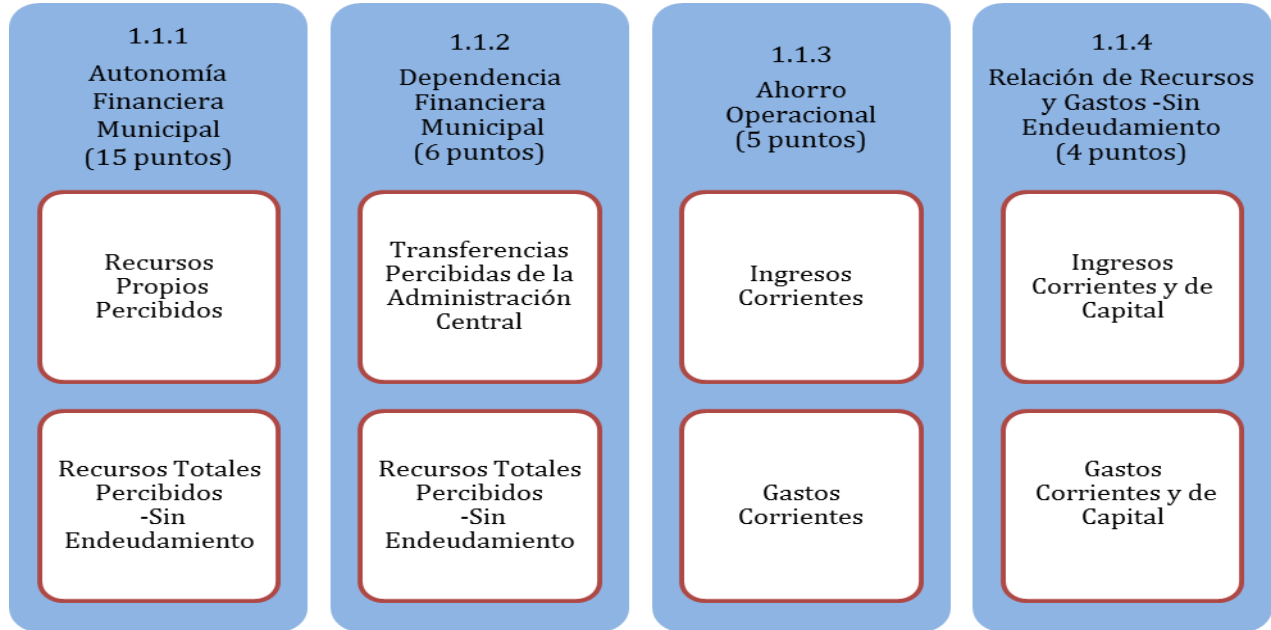 1.1.1
Autonomía
Financiera
Municipal
(15 puntos)
Recursos
Propios
Percibidos
Recursos Totales
Percibidos
-Sin
Endeudamiento
1.1.2
Dependencia
Financiera
Municipal
(6 puntos)
Transferencias
Percibidas de la
Administración
Central
Recursos Totales
Percibidos
-Sin
Endeudamiento
1.1.3
Ahorro
Operacional
(5 puntos)
Ingresos
Corrientes
Gastos
Corrientes
1.1.4
Relación de Recursos
y Gastos -Sin
Endeudamiento
(4 puntos)
Ingresos
Corrientes y de
Capital
Gastos
Corrientes y de
Capital